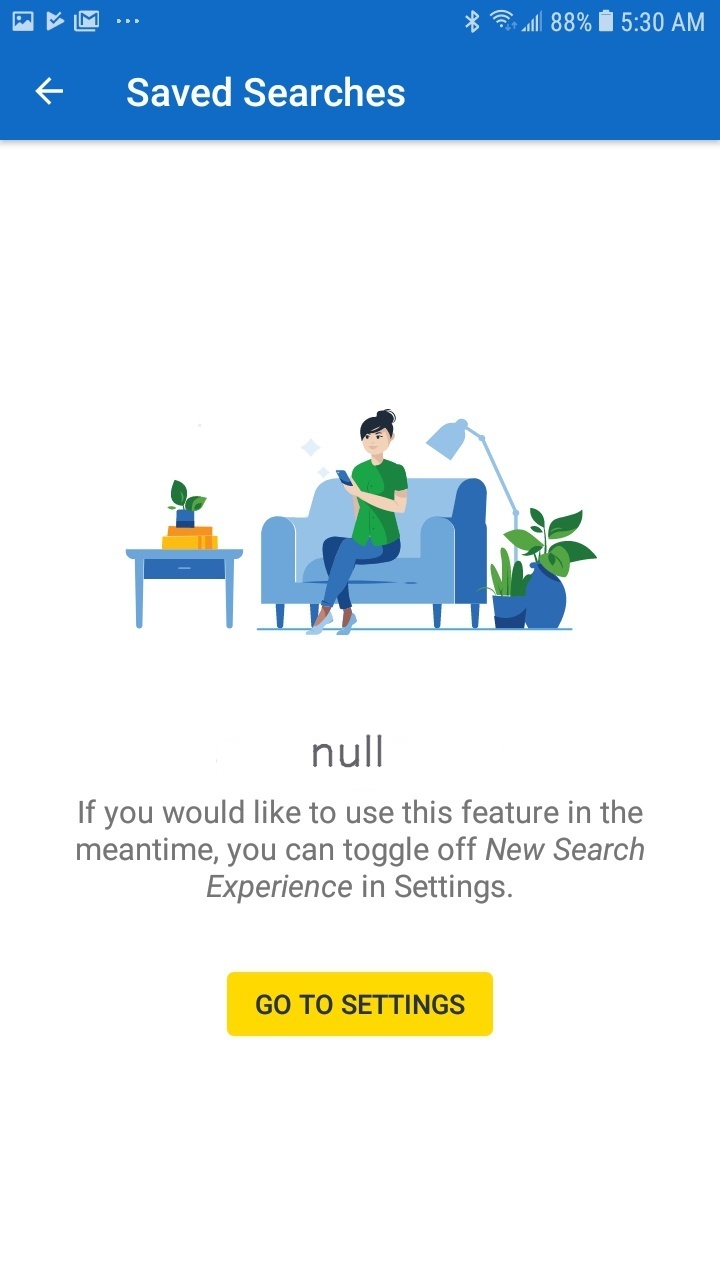 88% 5:30 AM
Saved Searches
null
If you would like to use this feature in the
meantime, you can toggle off New Search
Experience in Settings.
GO TO SETTINGS